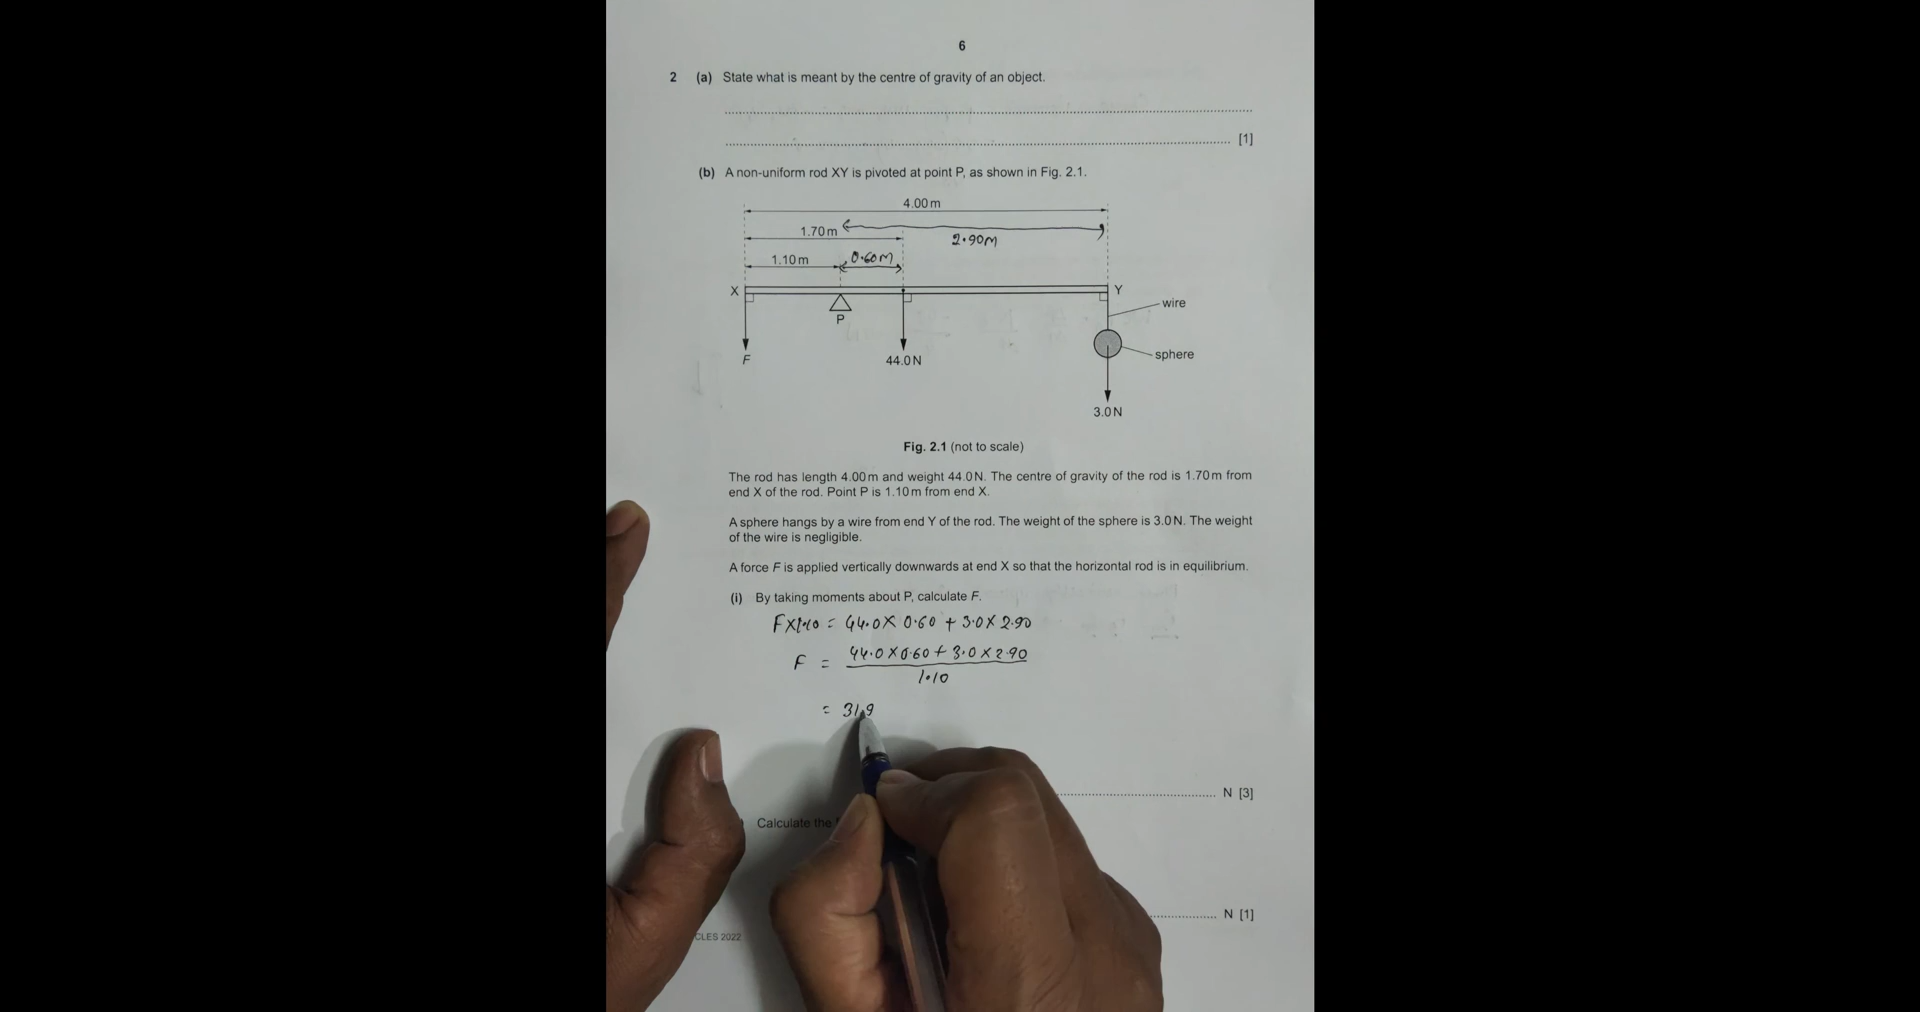 6
2 (a) State what is meant by the centre of gravity of an object.
[1]
(b) A non-uniform rod XY is pivoted at point P, as shown in Fig. 2.1.
4.00 m
1.70 m
2.90m
1.10 m 0.60m
X Y
wire
P
sphere
F 44.0 N
3.0 N
Fig. 2.1 (not to scale)
The rod has length 4.00 m and weight 44.0 N. The centre of gravity of the rod is 1.70 m from
end X of the rod. Point P is 1.10 m from end X.
A sphere hangs by a wire from end Y of the rod. The weight of the sphere is 3.0 N. The weight
of the wire is negligible.
A force F is applied vertically downwards at end X so that the horizontal rod is in equilibrium.
(i) By taking moments about P, calculate F.
F×1.10 = 44.0 × 0.60 + 3.0 × 2.90
F = 44.0 × 0.60 + 3.0 × 2.90
1.10
= 31.9
N [3]
Calculate the
N [1]
CLES 2022